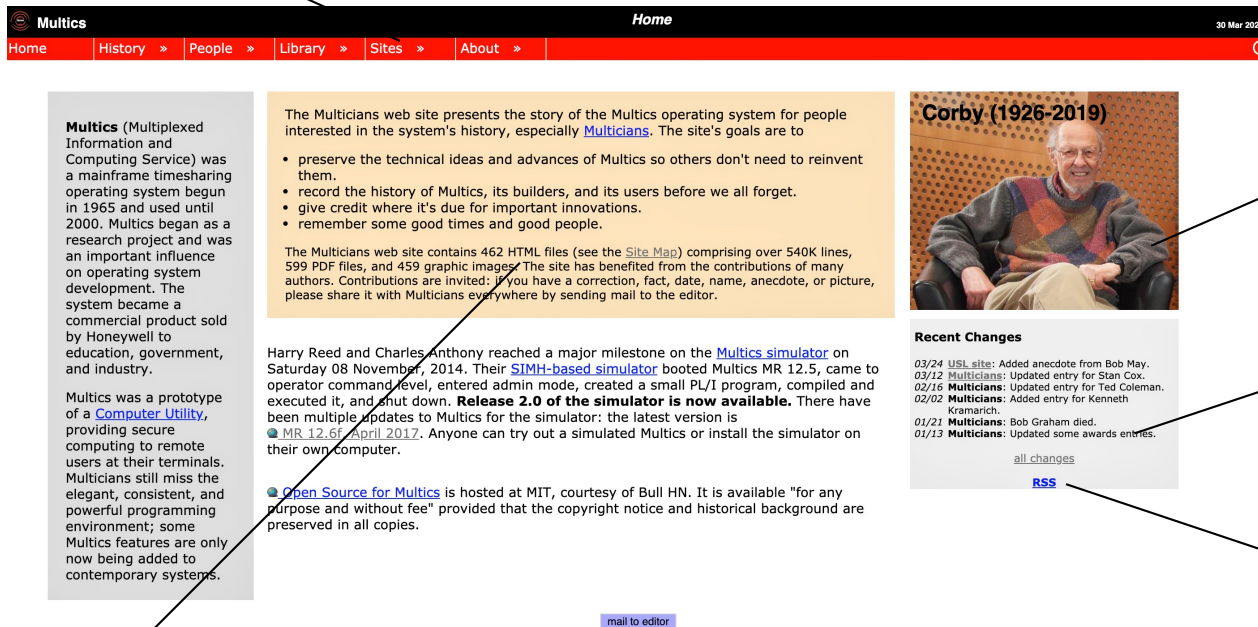 Multics
Home
30 Mar 202
Home
History »
People »
Library »
Sites »
About »
Multics (Multiplexed
Information and
Computing Service) was
a mainframe timesharing
operating system begun
in 1965 and used until
2000. Multics began as a
research project and was
an important influence
on operating system
development. The
system became a
commercial product sold
by Honeywell to
education, government,
and industry.
Multics was a prototype
of a Computer Utility,
providing secure
computing to remote
users at their terminals.
Multicians still miss the
elegant, consistent, and
powerful programming
environment; some
Multics features are only
now being added to
contemporary systems.
The Multicians web site presents the story of the Multics operating system for people
interested in the system's history, especially Multicians. The site's goals are to
• preserve the technical ideas and advances of Multics so others don't need to reinvent
them.
• record the history of Multics, its builders, and its users before we all forget.
• give credit where it's due for important innovations.
• remember some good times and good people.
The Multicians web site contains 462 HTML files (see the Site Map) comprising over 540K lines,
599 PDF files, and 459 graphic images. The site has benefited from the contributions of many
authors. Contributions are invited: if you have a correction, fact, date, name, anecdote, or picture,
please share it with Multicians everywhere by sending mail to the editor.
Harry Reed and Charles Anthony reached a major milestone on the Multics simulator on
Saturday 08 November, 2014. Their SIMH-based simulator booted Multics MR 12.5, came to
operator command level, entered admin mode, created a small PL/I program, compiled and
executed it, and shut down. Release 2.0 of the simulator is now available. There have
been multiple updates to Multics for the simulator: the latest version is
MR 12.6f, April 2017. Anyone can try out a simulated Multics or install the simulator on
their own computer.
Open Source for Multics is hosted at MIT, courtesy of Bull HN. It is available "for any
purpose and without fee" provided that the copyright notice and historical background are
preserved in all copies.
Corby (1926-2019)
Recent Changes
03/24 USL site: Added anecdote from Bob May.
03/12 Multicians: Updated entry for Stan Cox.
02/16 Multicians: Updated entry for Ted Coleman.
02/02 Multicians: Added entry for Kenneth
Kramarich.
01/21 Multicians: Bob Graham died.
01/13 Multicians: Updated some awards entries.
all changes
RSS
mail to editor